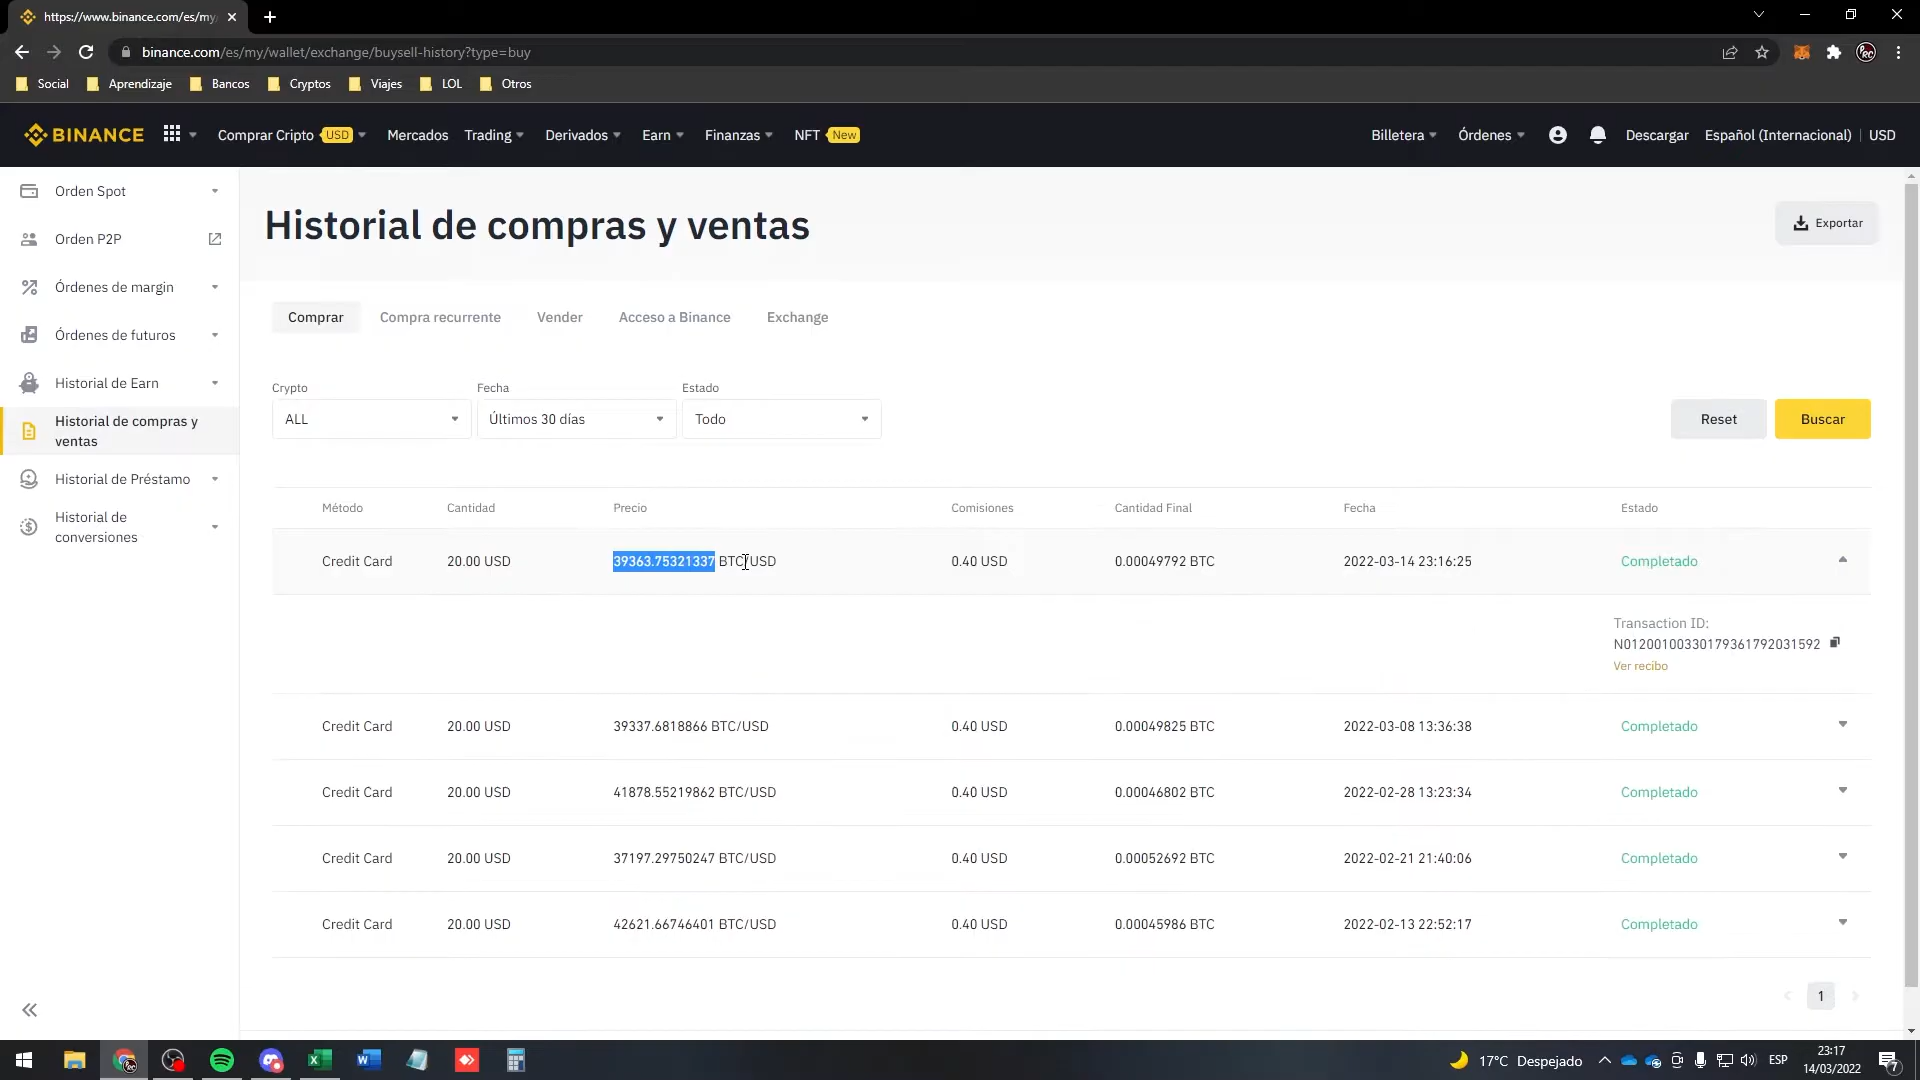 https://www.binance.com/es/my
binance.com/es/my/wallet/exchange/buysell-history?type=buy
Social Aprendizaje Bancos Cryptos Viajes LOL Otros
BINANCE Comprar Cripto USD Mercados Trading Derivados Earn Finanzas NFT New Billetera Órdenes Descargar Español (Internacional) | USD
Orden Spot
Orden P2P
Órdenes de margin
Órdenes de futuros
Historial de Earn
Historial de compras y
ventas
Historial de Préstamo
Historial de
conversiones
Historial de compras y ventas
Exportar
Comprar Compra recurrente Vender Acceso a Binance Exchange
Crypto Fecha Estado
ALL Últimos 30 días Todo Reset Buscar
Método Cantidad Precio Comisiones Cantidad Final Fecha Estado
Credit Card 20.00 USD 39363.75321337 BTC/USD 0.40 USD 0.00049792 BTC 2022-03-14 23:16:25 Completado
Transaction ID:
N01200100330179361792031592
Ver recibo
Credit Card 20.00 USD 39337.6818866 BTC/USD 0.40 USD 0.00049825 BTC 2022-03-08 13:36:38 Completado
Credit Card 20.00 USD 41878.55219862 BTC/USD 0.40 USD 0.00046802 BTC 2022-02-28 13:23:34 Completado
Credit Card 20.00 USD 37197.29750247 BTC/USD 0.40 USD 0.00052692 BTC 2022-02-21 21:40:06 Completado
Credit Card 20.00 USD 42621.66746401 BTC/USD 0.40 USD 0.00045986 BTC 2022-02-13 22:52:17 Completado
1
17°C Despejado ESP
23:17
14/03/2022
7